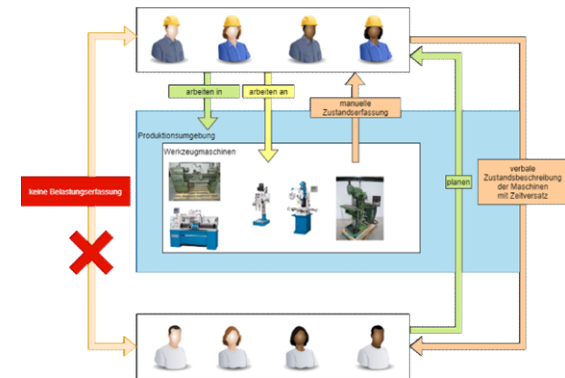 arbeiten in
arbeiten an
manuelle
Zustandserfassung
Produktionsumgebung
Werkzeugmaschinen
keine Belastungserfassung
planen
verbale
Zustandsbeschreibung
der Maschinen
mit Zeitversatz